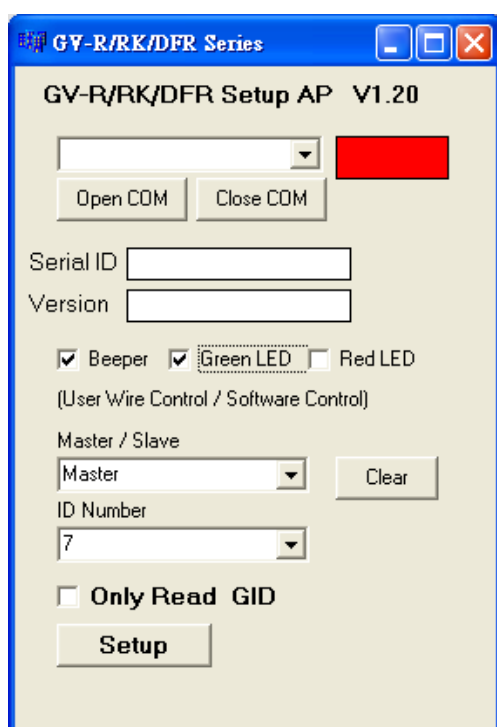 GV-R/RK/DFR Series
GV-R/RK/DFR Setup AP V1.20
Open COM Close COM
Serial ID
Version
Beeper Green LED Red LED
(User Wire Control / Software Control)
Master / Slave
Master Clear
ID Number
7
Only Read GID
Setup